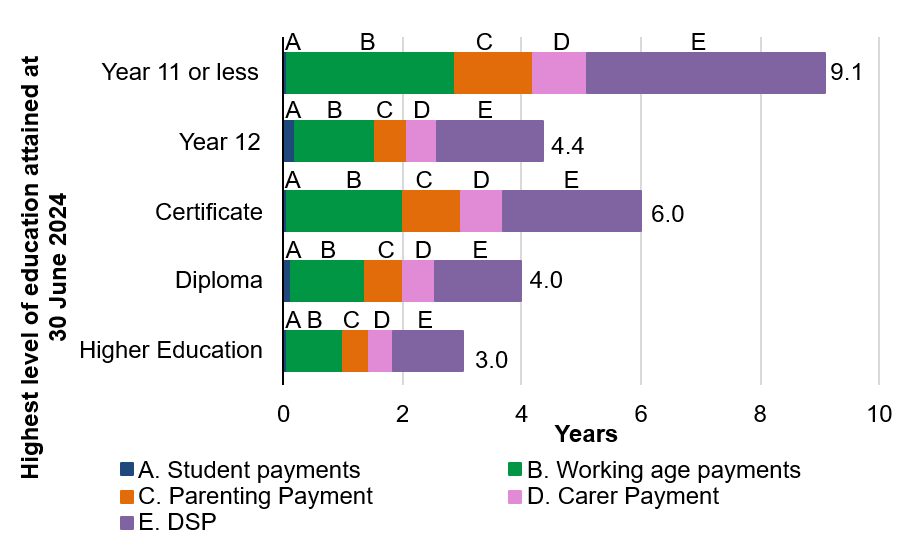 Highest level of education attained at
30 June 2024
A B C D E
Year 11 or less 9.1
A B C D E
Year 12 4.4
A B C D E
Certificate 6.0
A B C D E
Diploma 4.0
A B C D E
Higher Education 3.0
0 2 4 6 8 10
Years
A. Student payments B. Working age payments
C. Parenting Payment D. Carer Payment
E. DSP